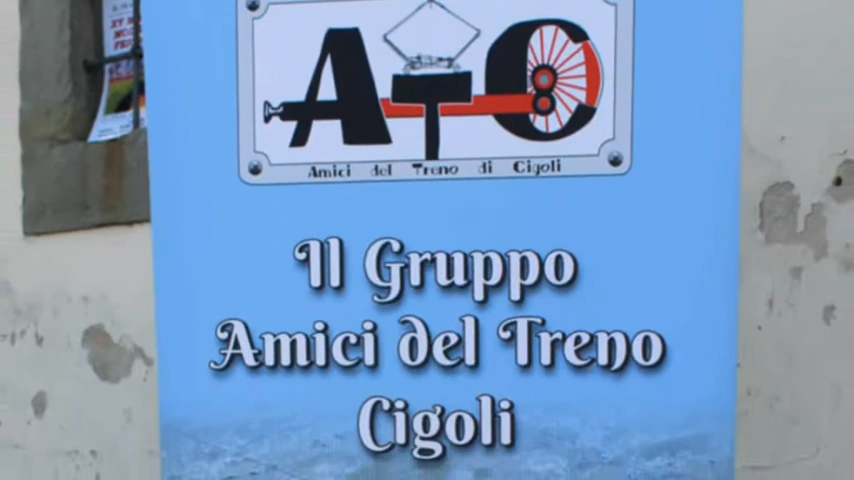 ATC
Amici del Treno di Cigoli
Il Gruppo
Amici del Treno
Cigoli